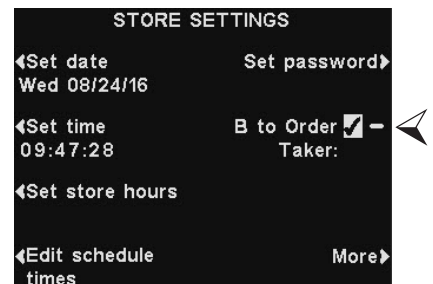 STORE SETTINGS
Set date
Wed 08/24/16
Set password
Set time
09:47:28
B to Order ✓ –
Taker:
Set store hours
Edit schedule
times
More